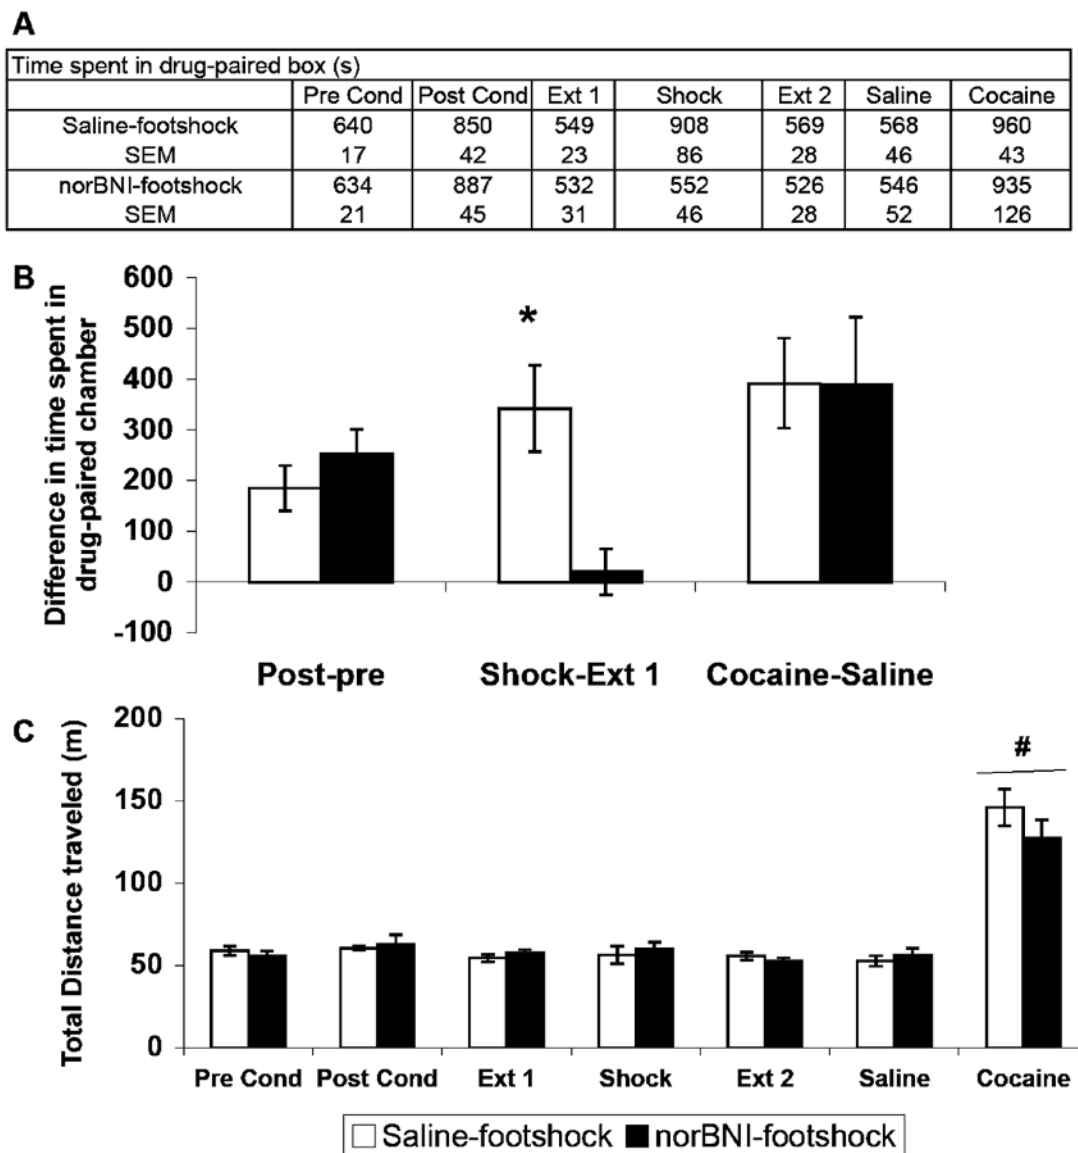 A
Time spent in drug-paired box (s)
Pre Cond Post Cond Ext 1 Shock Ext 2 Saline Cocaine
Saline-footshock 640 850 549 908 569 568 960
SEM 17 42 23 86 28 46 43
norBNI-footshock 634 887 532 552 526 546 935
SEM 21 45 31 46 28 52 126
B
Difference in time spent in
drug-paired chamber
600
500
400
300
200
100
0
-100
*
Post-pre Shock-Ext 1 Cocaine-Saline
C
Total Distance traveled (m)
200
150
100
50
0
#
Pre Cond Post Cond Ext 1 Shock Ext 2 Saline Cocaine
Saline-footshock norBNI-footshock